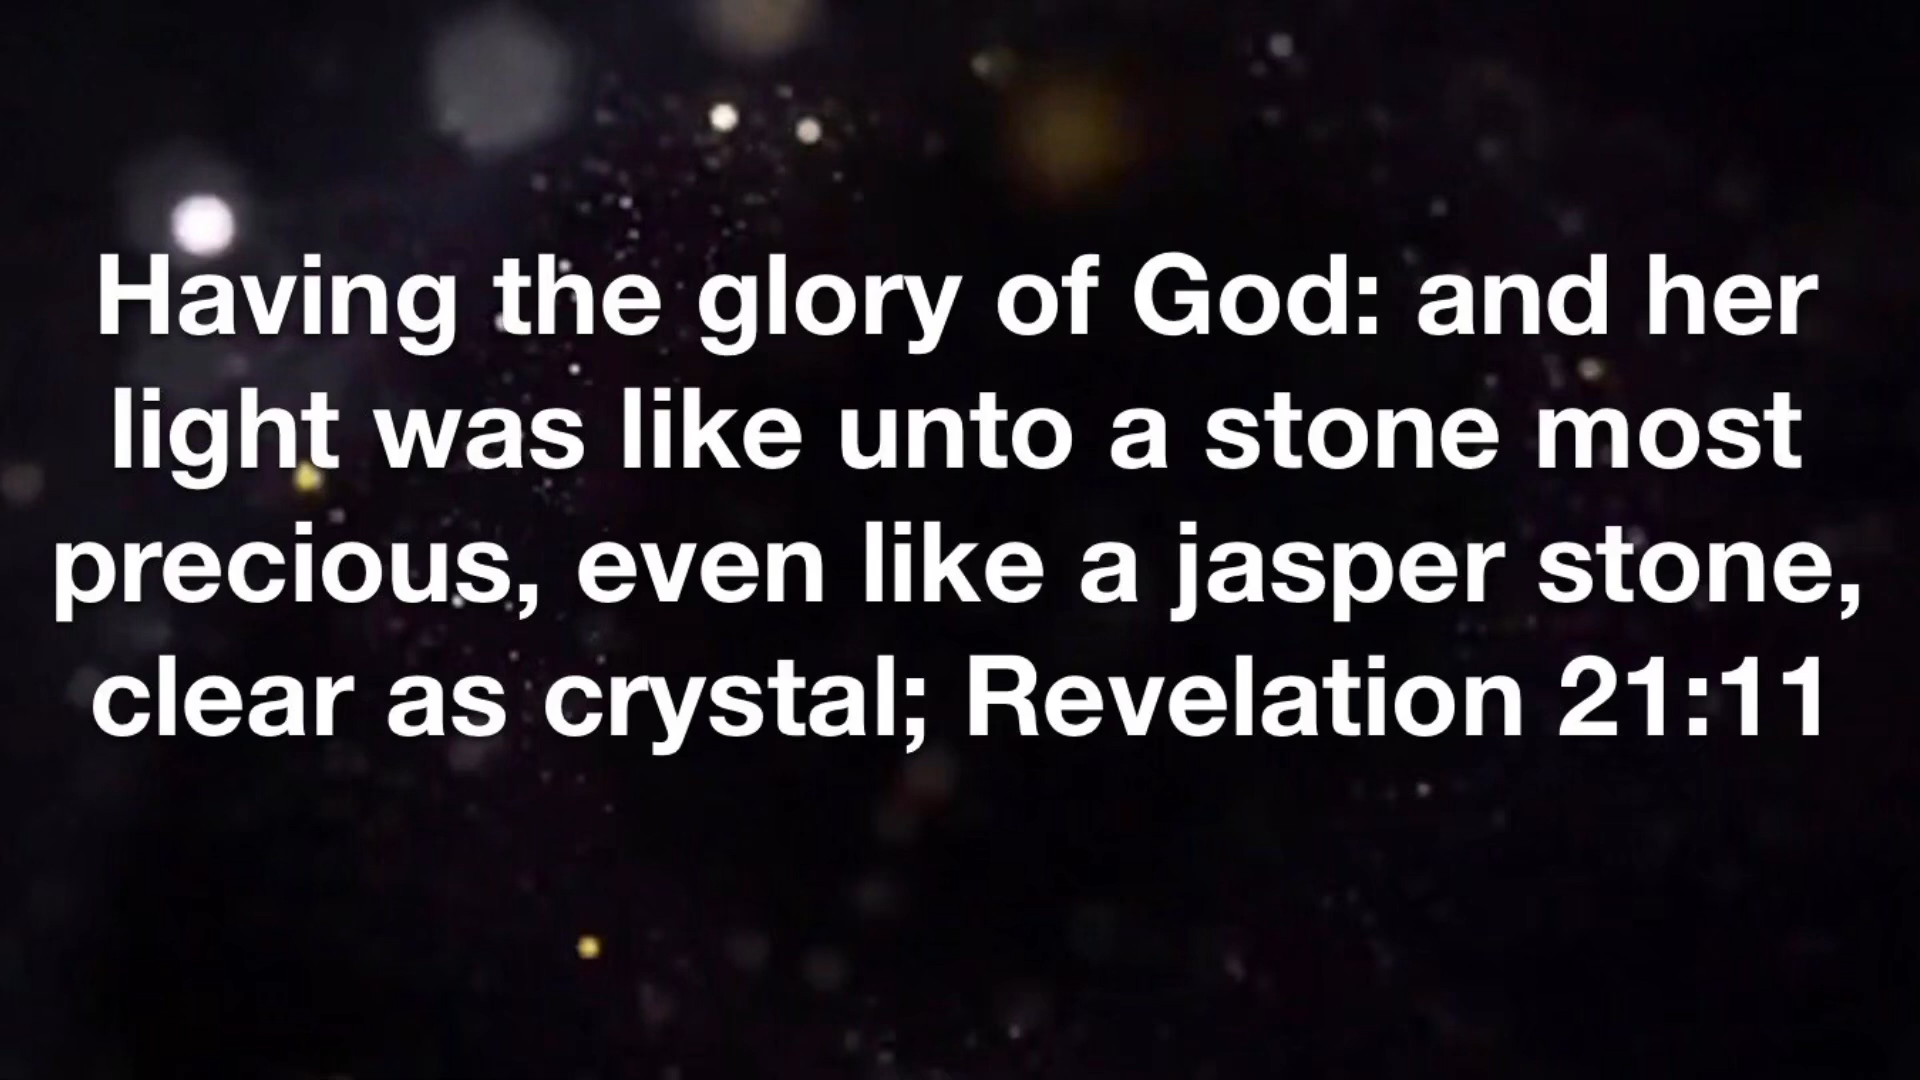 Having the glory of God: and her
light was like unto a stone most
precious, even like a jasper stone,
clear as crystal; Revelation 21:11